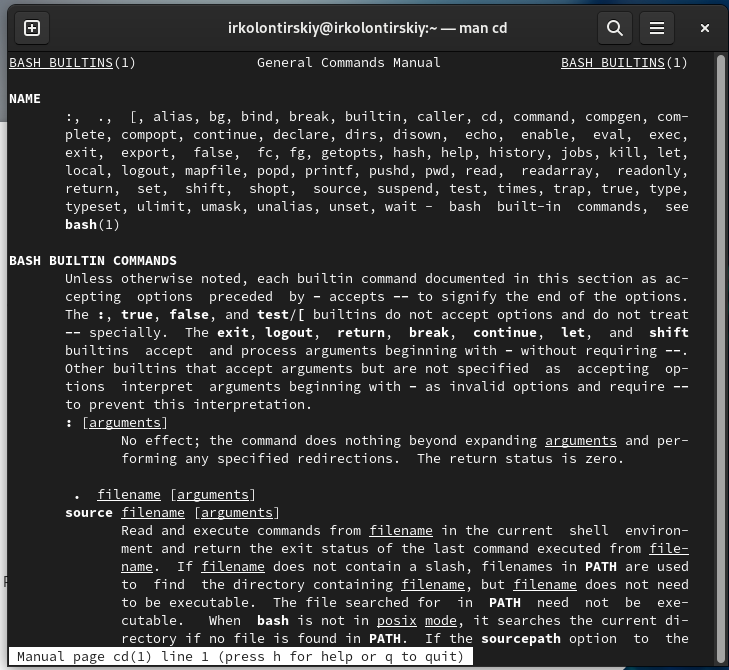 irkolontirskiy@irkolontirskiy:~ — man cd
BASH BUILTINS(1) General Commands Manual BASH BUILTINS(1)
NAME
:, ., [, alias, bg, bind, break, builtin, caller, cd, command, compgen, com-
plete, compopt, continue, declare, dirs, disown, echo, enable, eval, exec,
exit, export, false, fc, fg, getopts, hash, help, history, jobs, kill, let,
local, logout, mapfile, popd, printf, pushd, pwd, read, readarray, readonly,
return, set, shift, shopt, source, suspend, test, times, trap, true, type,
typeset, ulimit, umask, unalias, unset, wait - bash built-in commands, see
bash(1)
BASH BUILTIN COMMANDS
Unless otherwise noted, each builtin command documented in this section as ac-
cepting options preceded by - accepts -- to signify the end of the options.
The :, true, false, and test/[ builtins do not accept options and do not treat
-- specially. The exit, logout, return, break, continue, let, and shift
builtins accept and process arguments beginning with - without requiring --.
Other builtins that accept arguments but are not specified as accepting op-
tions interpret arguments beginning with - as invalid options and require --
to prevent this interpretation.
: [arguments]
No effect; the command does nothing beyond expanding arguments and per-
forming any specified redirections. The return status is zero.
. filename [arguments]
source filename [arguments]
Read and execute commands from filename in the current shell environ-
ment and return the exit status of the last command executed from file-
name. If filename does not contain a slash, filenames in PATH are used
to find the directory containing filename, but filename does not need
to be executable. The file searched for in PATH need not be exe-
cutable. When bash is not in posix mode, it searches the current di-
rectory if no file is found in PATH. If the sourcepath option to the
Manual page cd(1) line 1 (press h for help or q to quit)